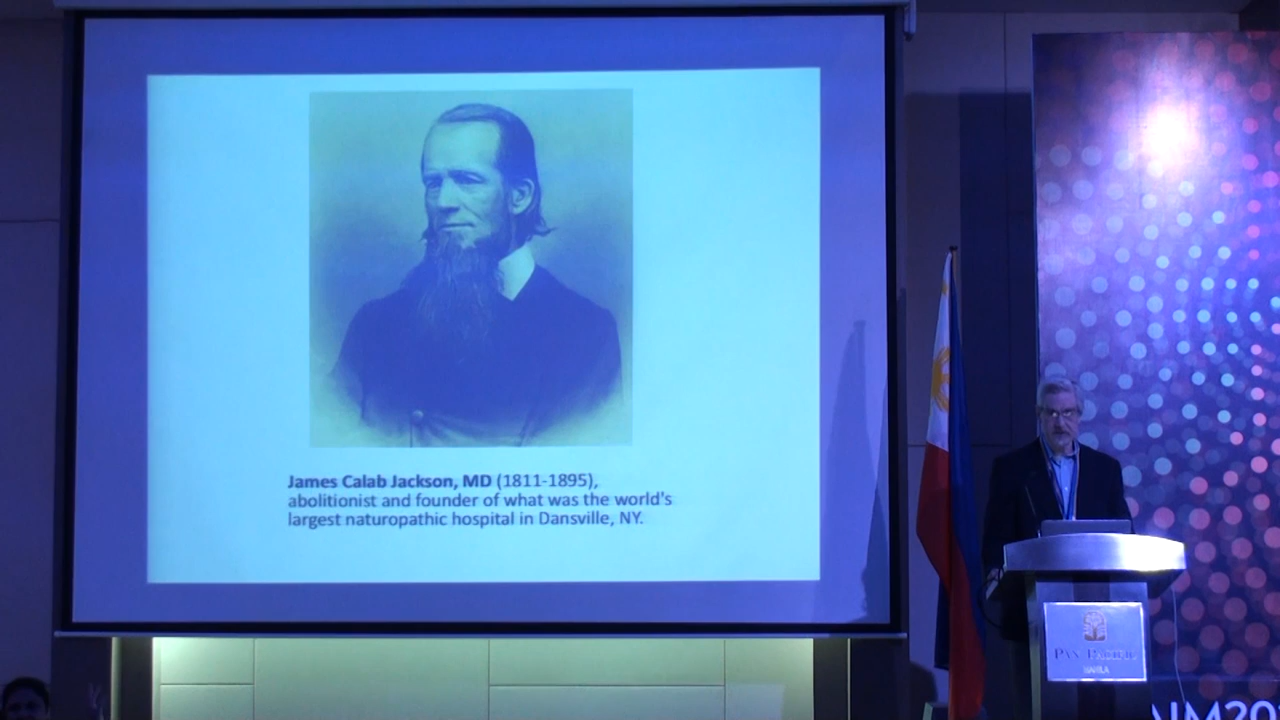 James Calab Jackson, MD (1811-1895),
abolitionist and founder of what was the world's
largest naturopathic hospital in Dansville, NY.
PAN PACIFIC
MANILA